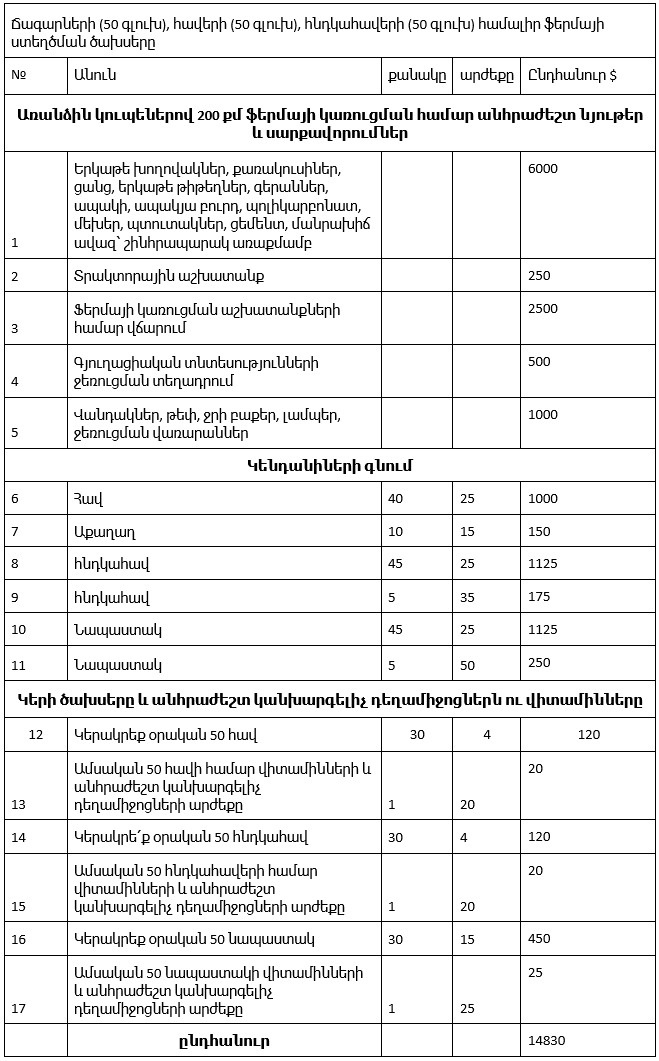 Ճագարների (50 գլուխ), հավերի (50 գլուխ), հնդկահավերի (50 գլուխ) համալիր ֆերմայի
ստեղծման ծախսերը
№ Անուն քանակը արժեքը Ընդհանուր $
Առանձին կուպեներով 200 քմ ֆերմայի կառուցման համար անհրաժեշտ նյութեր
և սարքավորումներ
Երկաթե խողովակներ, քառակուսիներ,
ցանց, երկաթե թիթեղներ, գերաններ,
ապակի, ապակյա բուրդ, պոլիկարբոնատ,
մեխեր, պտուտակներ, ցեմենտ, մանրախիճ
1 ավազ՝ շինհրապարակ առաքմամբ 6000
2 Տրակտորային աշխատանք 250
Ֆերմայի կառուցման աշխատանքների
3 համար վճարում 2500
Գյուղացիական տնտեսությունների
4 ջեռուցման տեղադրում 500
Վանդակներ, թեփ, ջրի բաքեր, լամպեր,
5 ջեռուցման վառարաններ 1000
Կենդանիների գնում
6 Հավ 40 25 1000
7 Աքաղաղ 10 15 150
8 հնդկահավ 45 25 1125
9 հնդկահավ 5 35 175
10 Նապաստակ 45 25 1125
11 Նապաստակ 5 50 250
Կերի ծախսերը և անհրաժեշտ կանխարգելիչ դեղամիջոցներն ու վիտամինները
12 Կերակրեք օրական 50 հավ 30 4 120
Ամսական 50 հավի համար վիտամինների և
անհրաժեշտ կանխարգելիչ
13 դեղամիջոցների արժեքը 1 20 20
14 Կերակրե՛ք օրական 50 հնդկահավ 30 4 120
Ամսական 50 հնդկահավերի համար
վիտամինների և անհրաժեշտ
15 կանխարգելիչ դեղամիջոցների արժեքը 1 20 20
16 Կերակրեք օրական 50 նապաստակ 30 15 450
Ամսական 50 նապաստակի վիտամինների
և անհրաժեշտ կանխարգելիչ
17 դեղամիջոցների արժեքը 1 25 25
ընդհանուր 14830